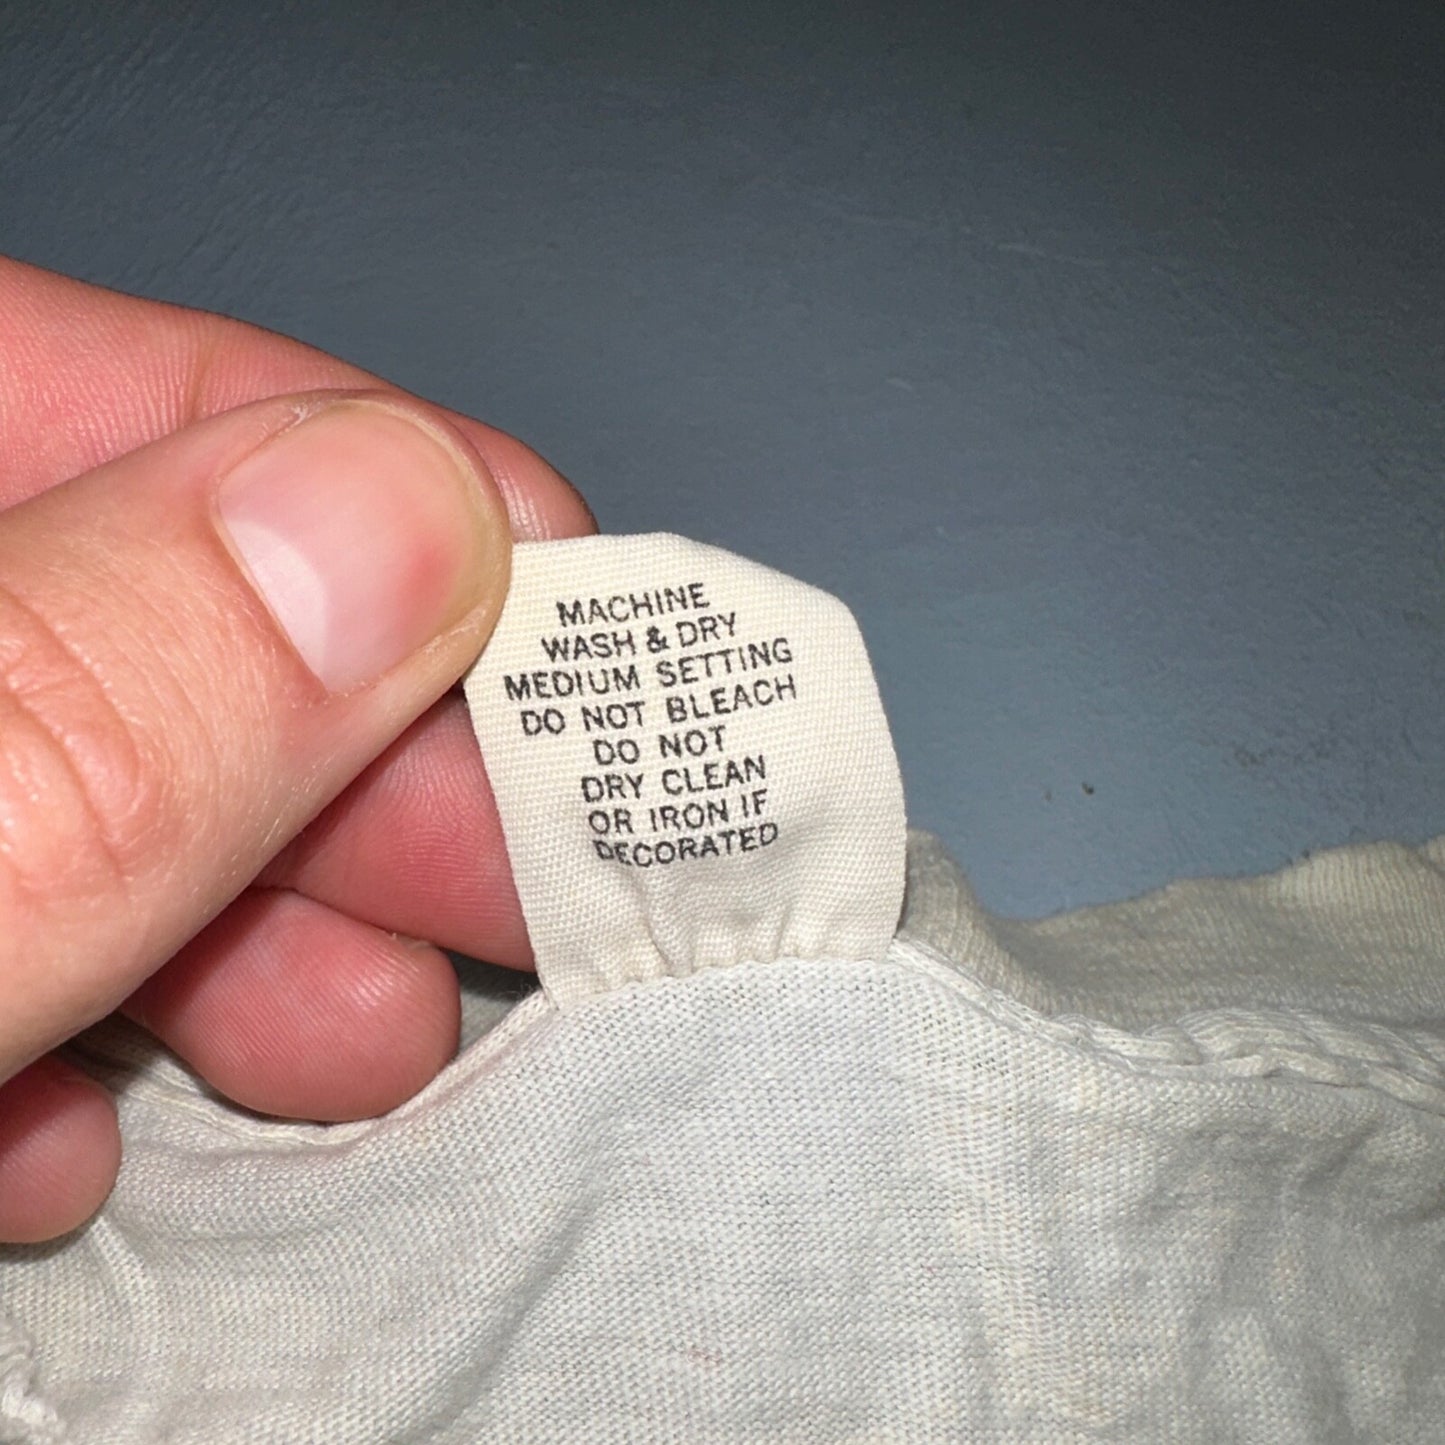 MACHINE
WASH & DRY
MEDIUM SETTING
DO NOT BLEACH
DO NOT
DRY CLEAN
OR IRON IF
DECORATED